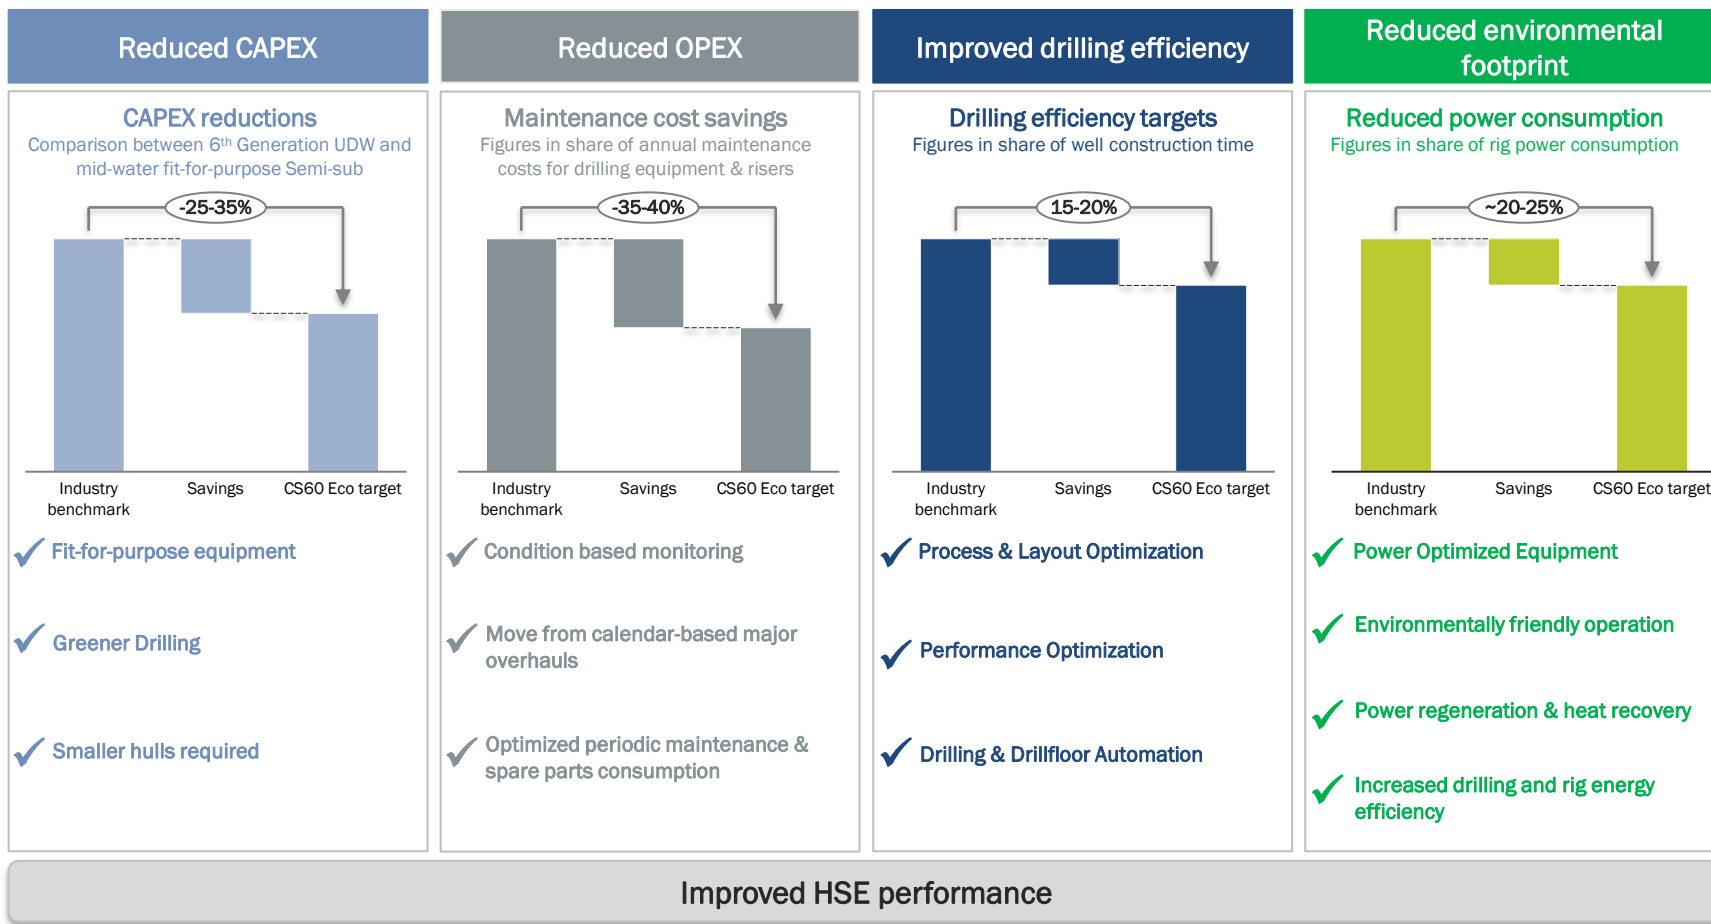 Reduced CAPEX
CAPEX reductions
Comparison between 6th Generation UDW and
mid-water fit-for-purpose Semi-sub
-25-35%
Industry
benchmark
Savings
CS60 Eco target
Fit-for-purpose equipment
Greener Drilling
Smaller hulls required
Reduced OPEX
Maintenance cost savings
Figures in share of annual maintenance
costs for drilling equipment & risers
-35-40%
Industry
benchmark
Savings
CS60 Eco target
Condition based monitoring
Move from calendar-based major
overhauls
Optimized periodic maintenance &
spare parts consumption
Improved drilling efficiency
Drilling efficiency targets
Figures in share of well construction time
15-20%
Industry
benchmark
Savings
CS60 Eco target
Process & Layout Optimization
Performance Optimization
Drilling & Drillfloor Automation
Reduced environmental
footprint
Reduced power consumption
Figures in share of rig power consumption
~20-25%
Industry
benchmark
Savings
CS60 Eco target
Power Optimized Equipment
Environmentally friendly operation
Power regeneration & heat recovery
Increased drilling and rig energy
efficiency
Improved HSE performance